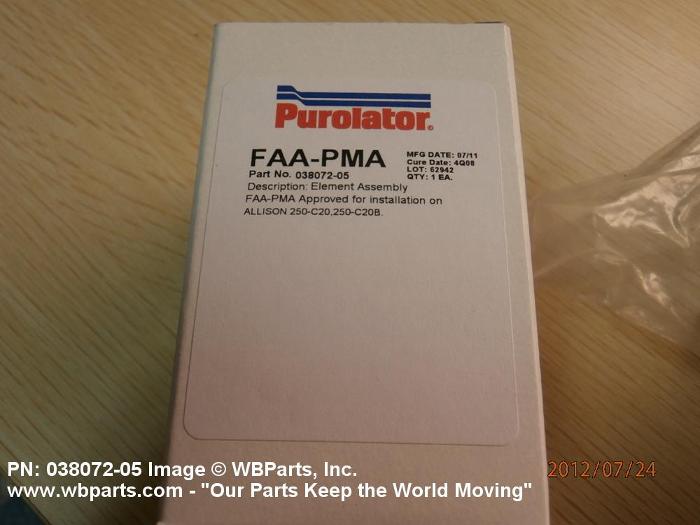 Purolator®
FAA-PMA
MFG DATE: 07/11
Cure Date: 4Q08
LOT: 62942
QTY: 1 EA.
Part No. 038072-05
Description: Element Assembly
FAA-PMA Approved for installation on
ALLISON 250-C20,250-C20B.
2012/07/24
PN: 038072-05 Image © WBParts, Inc.
www.wbparts.com - "Our Parts Keep the World Moving"